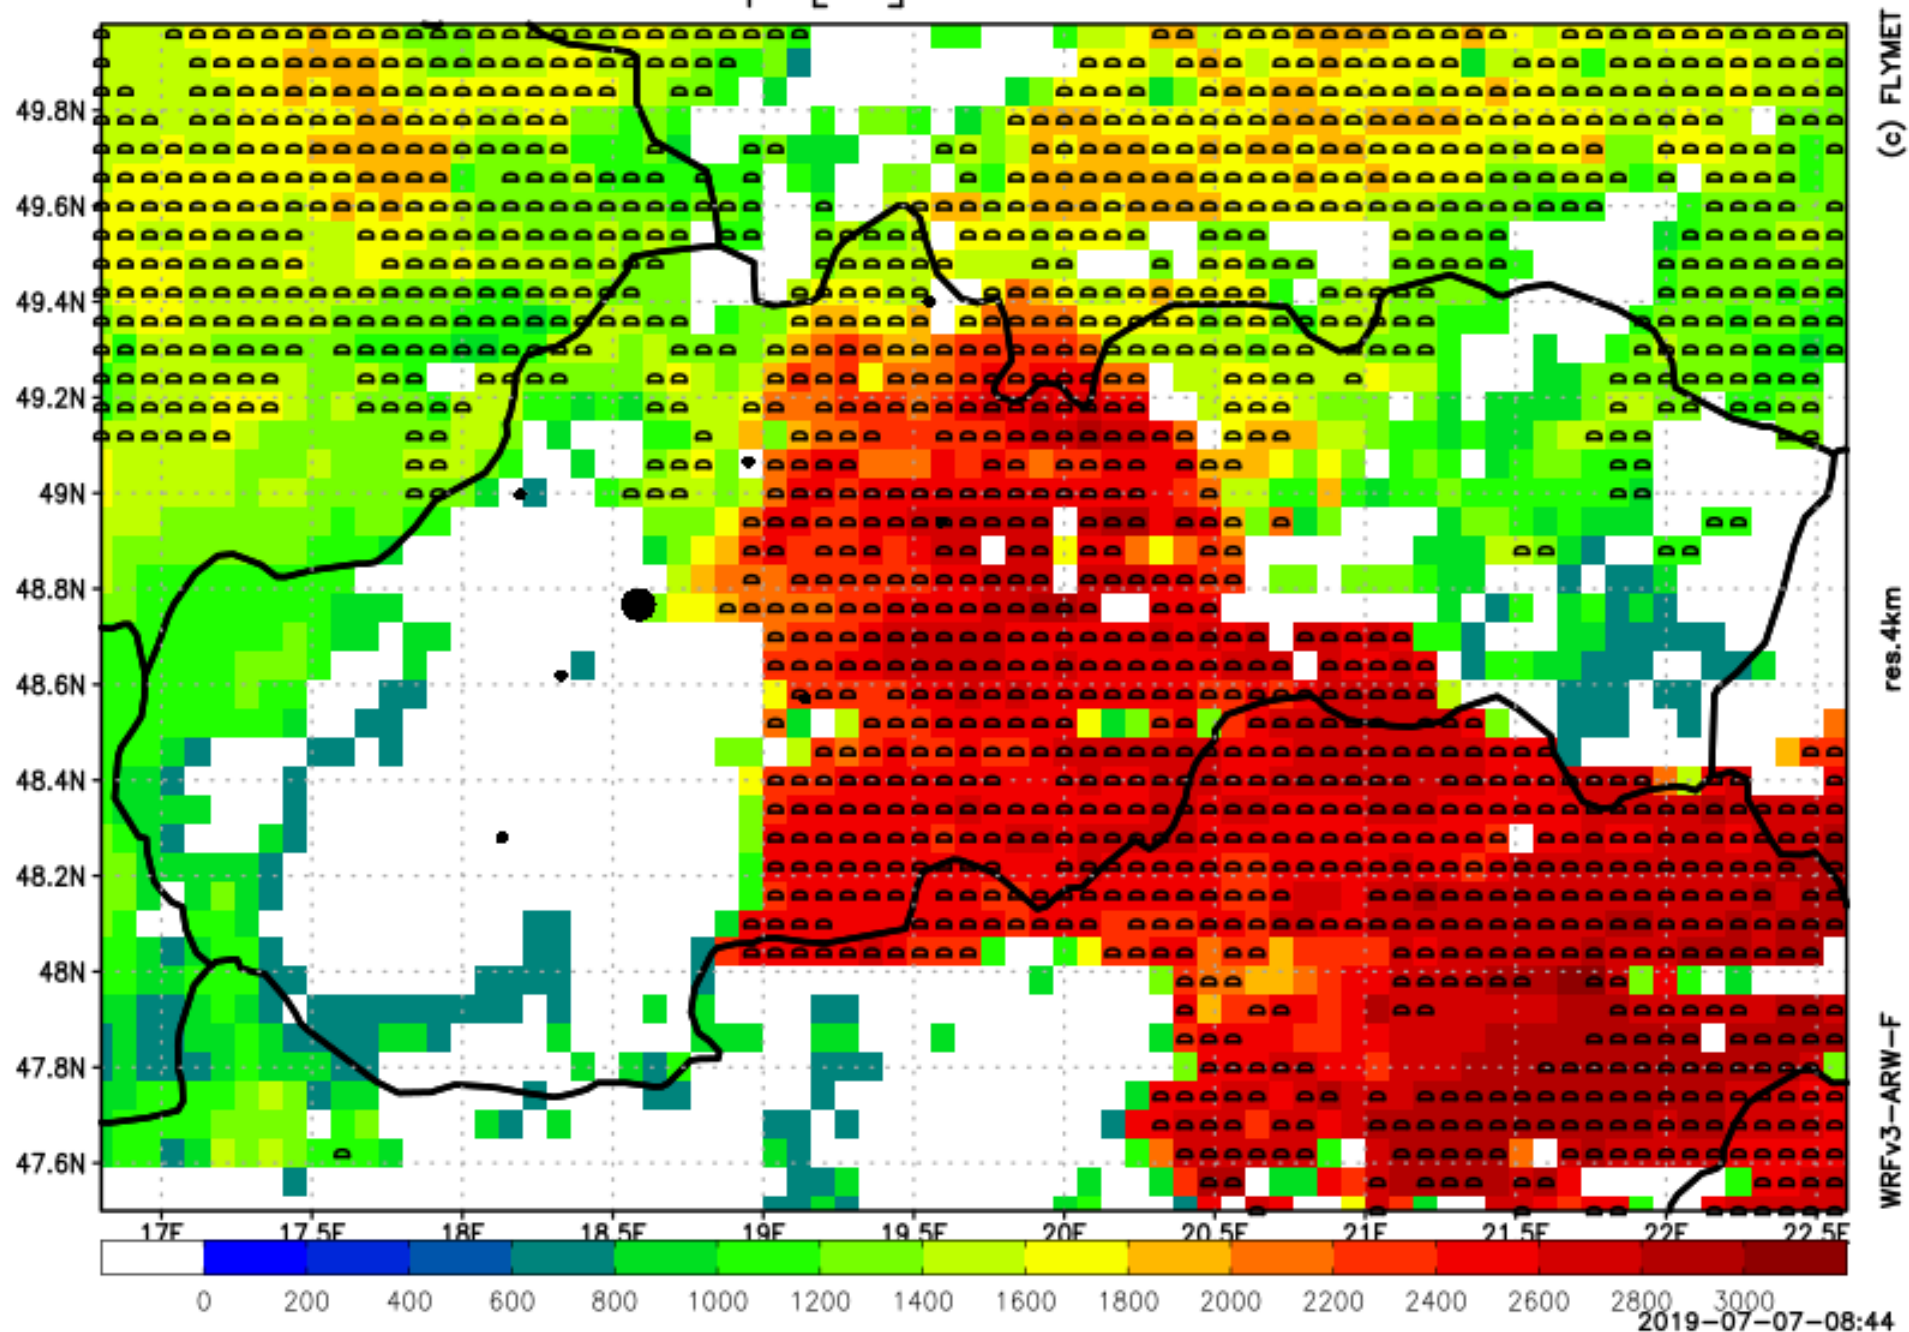 (c) FLYMET
49.8N
49.6N
49.4N
49.2N
49N
48.8N
48.6N
48.4N
48.2N
48N
47.8N
47.6N
res.4km
WRFv3-ARW-F
17E 17.5E 18E 18.5E 19E 19.5E 20E 20.5E 21E 21.5E 22E 22.5E
0 200 400 600 800 1000 1200 1400 1600 1800 2000 2200 2400 2600 2800 3000
2019-07-07-08:44